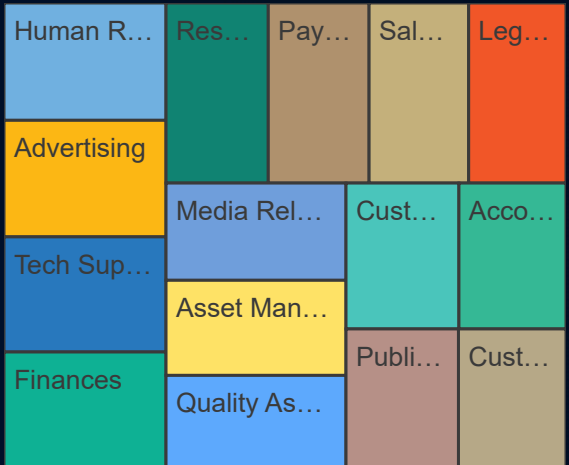 Human R...
Res...
Pay...
Sal...
Leg...
Advertising
Media Rel...
Cust...
Acco...
Tech Sup...
Asset Man...
Finances
Publi...
Cust...
Quality As...